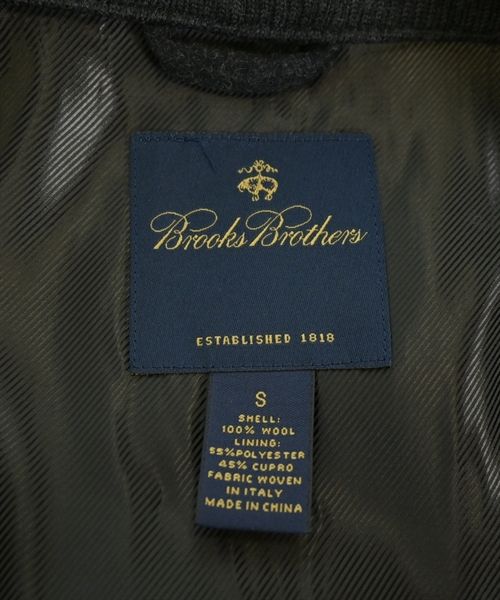 Brooks Brothers
ESTABLISHED 1818
S
SHELL:
100% WOOL
LINING:
55%POLYESTER
45% CUPRO
FABRIC WOVEN
IN ITALY
MADE IN CHINA